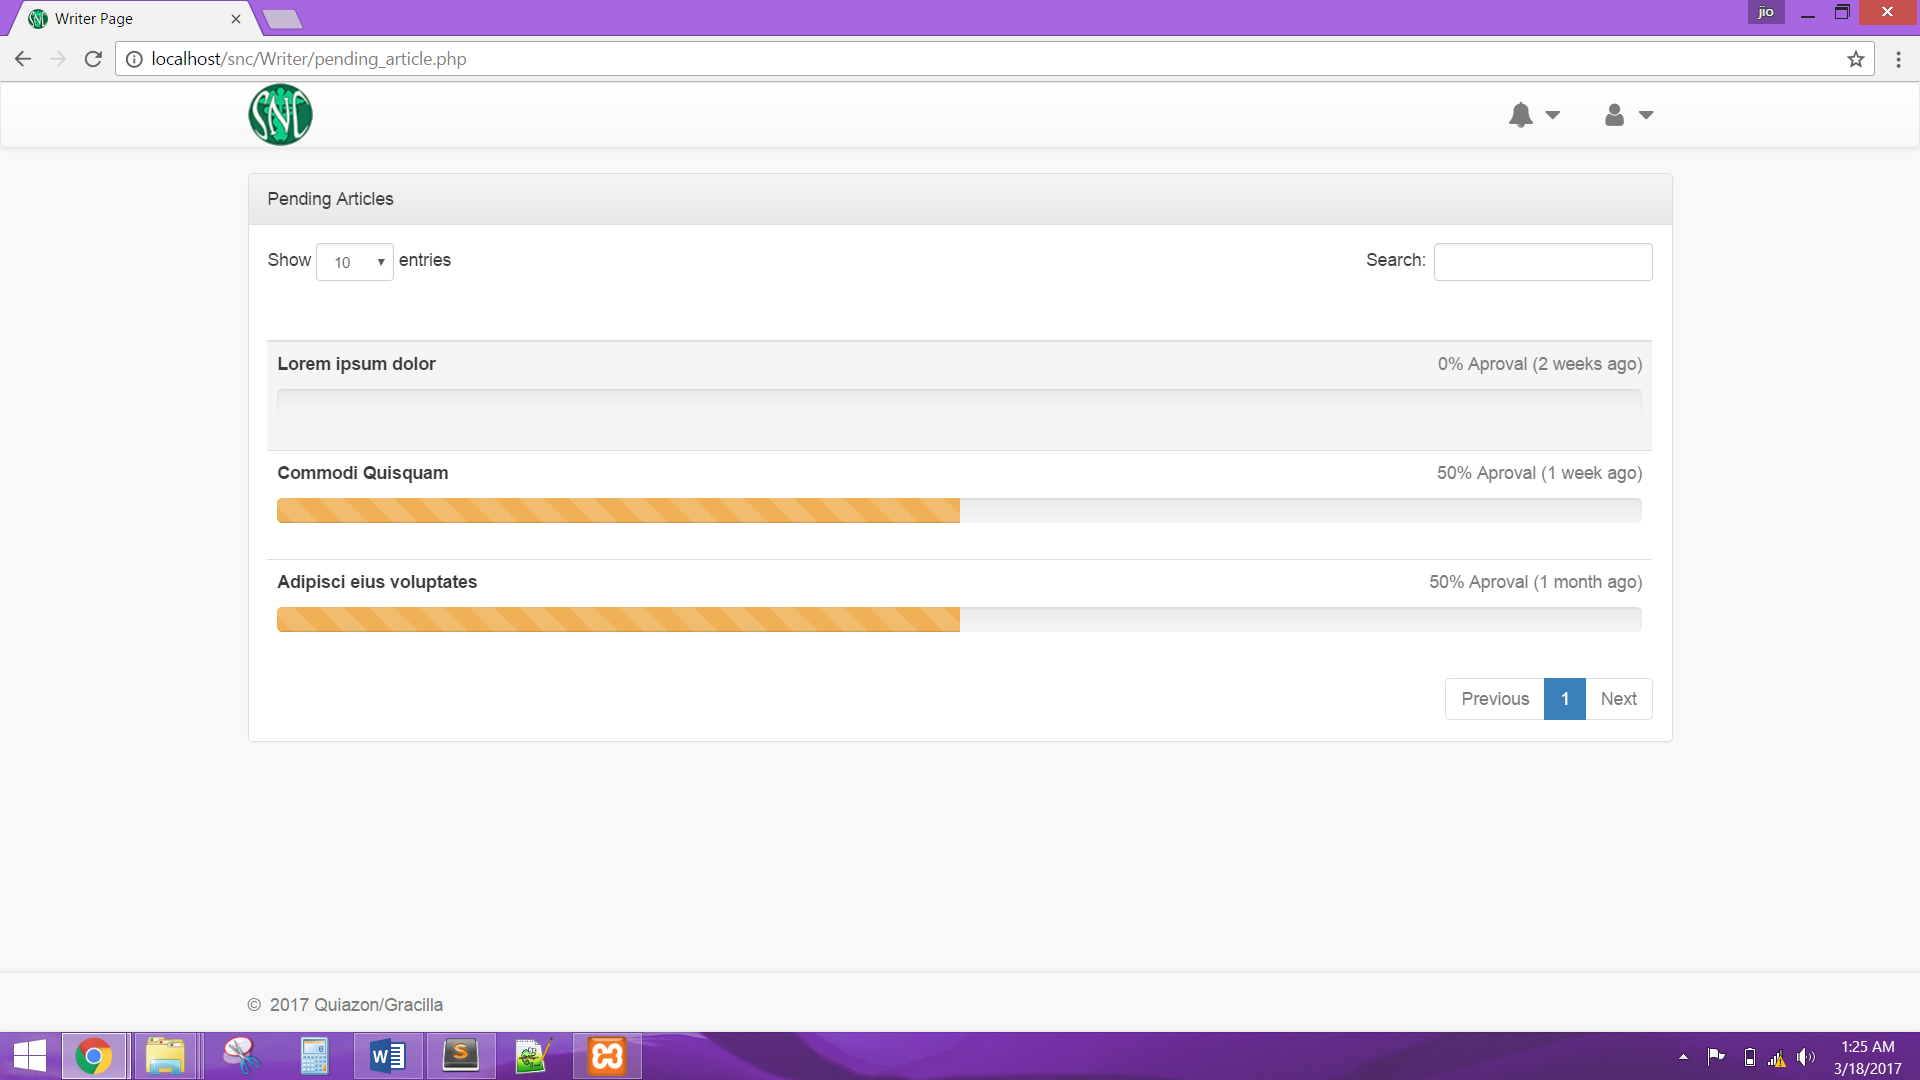 Writer Page
jio
localhost/snc/Writer/pending_article.php
SNC
Pending Articles
Show 10 entries
Search:
Lorem ipsum dolor
0% Aproval (2 weeks ago)
Commodi Quisquam
50% Aproval (1 week ago)
Adipisci eius voluptates
50% Aproval (1 month ago)
Previous 1 Next
© 2017 Quiazon/Gracilla
1:25 AM
3/18/2017